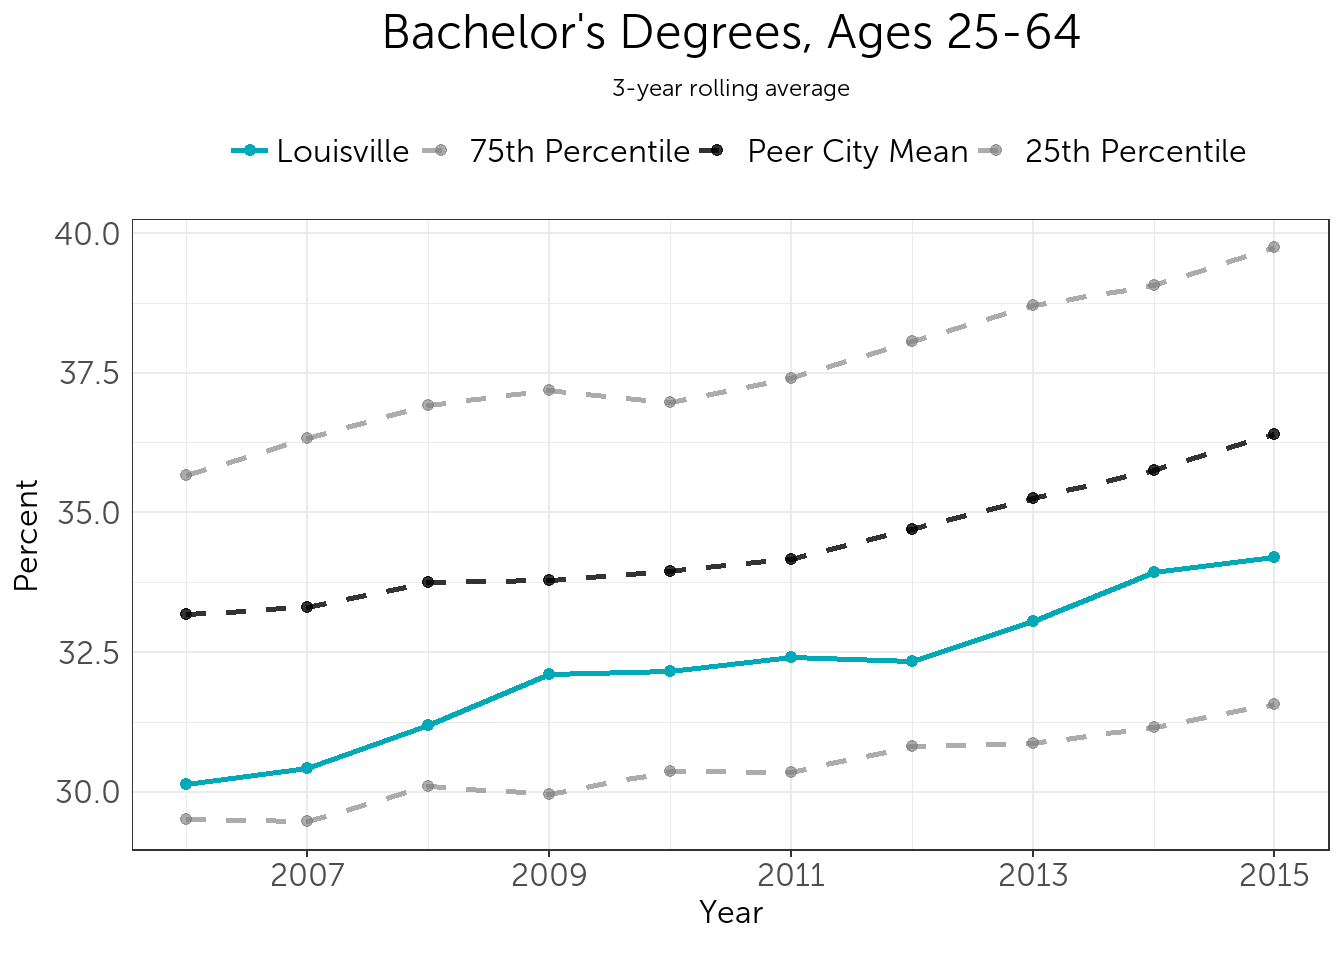 Bachelor's Degrees, Ages 25-64
3-year rolling average
Louisville 75th Percentile Peer City Mean 25th Percentile
40.0
37.5
35.0
32.5
30.0
Percent
2007 2009 2011 2013 2015
Year